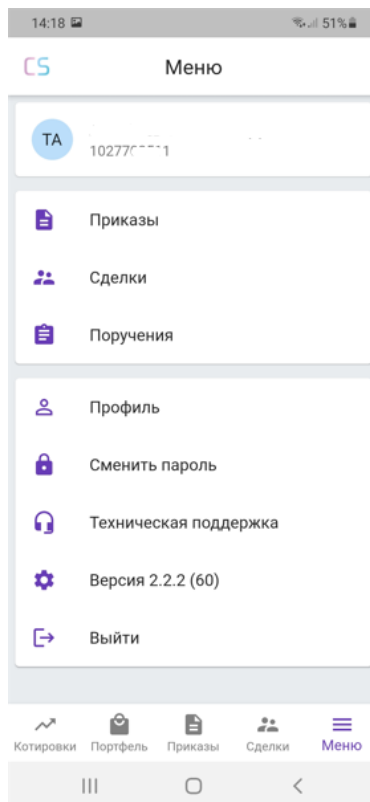 14:18 51%
CS Меню
TA
Приказы
Сделки
Поручения
Профиль
Сменить пароль
Техническая поддержка
Версия 2.2.2 (60)
Выйти
Котировки Портфель Приказы Сделки Меню